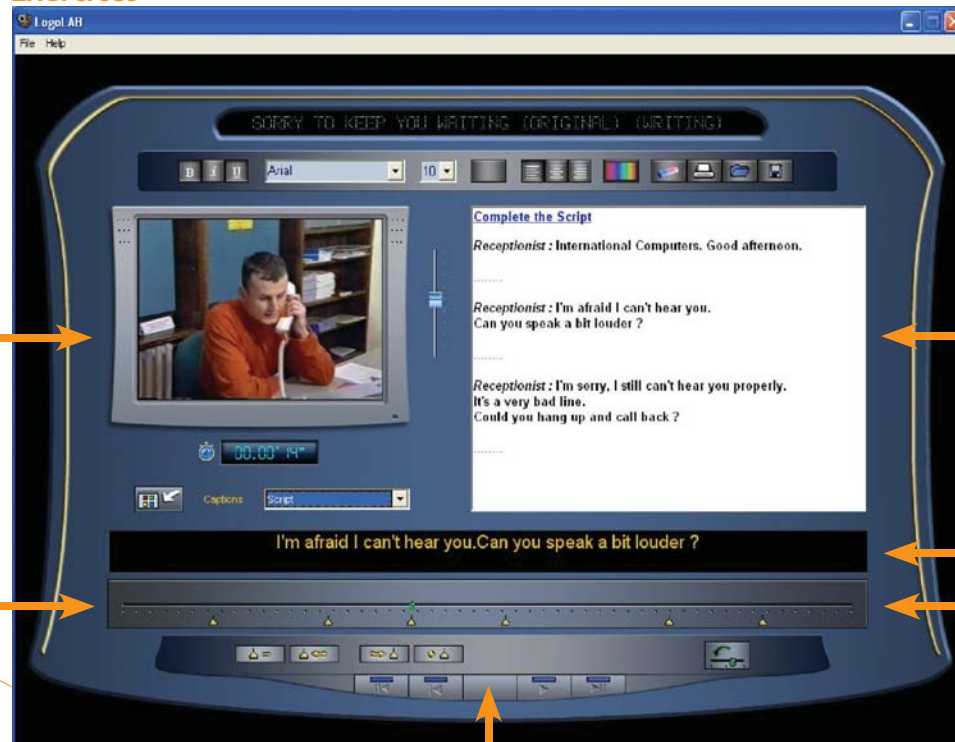 LogoLAB
File Help
SORRY TO KEEP YOU WAITING (ORIGINAL) (WRITING)
B i U Arial 10
Complete the Script
Receptionist : International Computers. Good afternoon.
........
Receptionist : I'm afraid I can't hear you.
Can you speak a bit louder ?
........
Receptionist : I'm sorry, I still can't hear you properly.
It's a very bad line.
Could you hang up and call back ?
........
00.00'14"
Captions Script
I'm afraid I can't hear you.Can you speak a bit louder ?